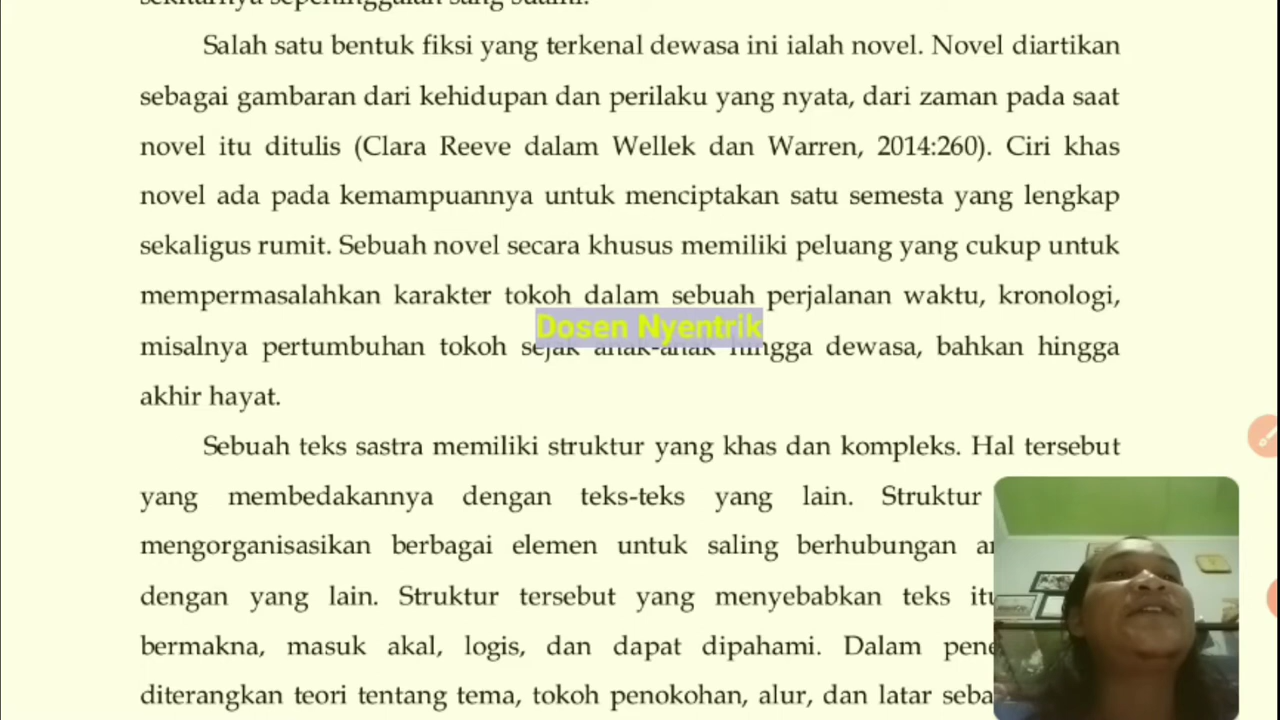 Salah satu bentuk fiksi yang terkenal dewasa ini ialah novel. Novel diartikan
sebagai gambaran dari kehidupan dan perilaku yang nyata, dari zaman pada saat
novel itu ditulis (Clara Reeve dalam Wellek dan Warren, 2014:260). Ciri khas
novel ada pada kemampuannya untuk menciptakan satu semesta yang lengkap
sekaligus rumit. Sebuah novel secara khusus memiliki peluang yang cukup untuk
mempermasalahkan karakter tokoh dalam sebuah perjalanan waktu, kronologi,
Dosen Nyentrik
misalnya pertumbuhan tokoh sejak anak-anak hingga dewasa, bahkan hingga
akhir hayat.
Sebuah teks sastra memiliki struktur yang khas dan kompleks. Hal tersebut
yang membedakannya dengan teks-teks yang lain. Struktur
mengorganisasikan berbagai elemen untuk saling berhubungan
dengan yang lain. Struktur tersebut yang menyebabkan teks
bermakna, masuk akal, logis, dan dapat dipahami. Dalam
diterangkan teori tentang tema, tokoh penokohan, alur, dan latar